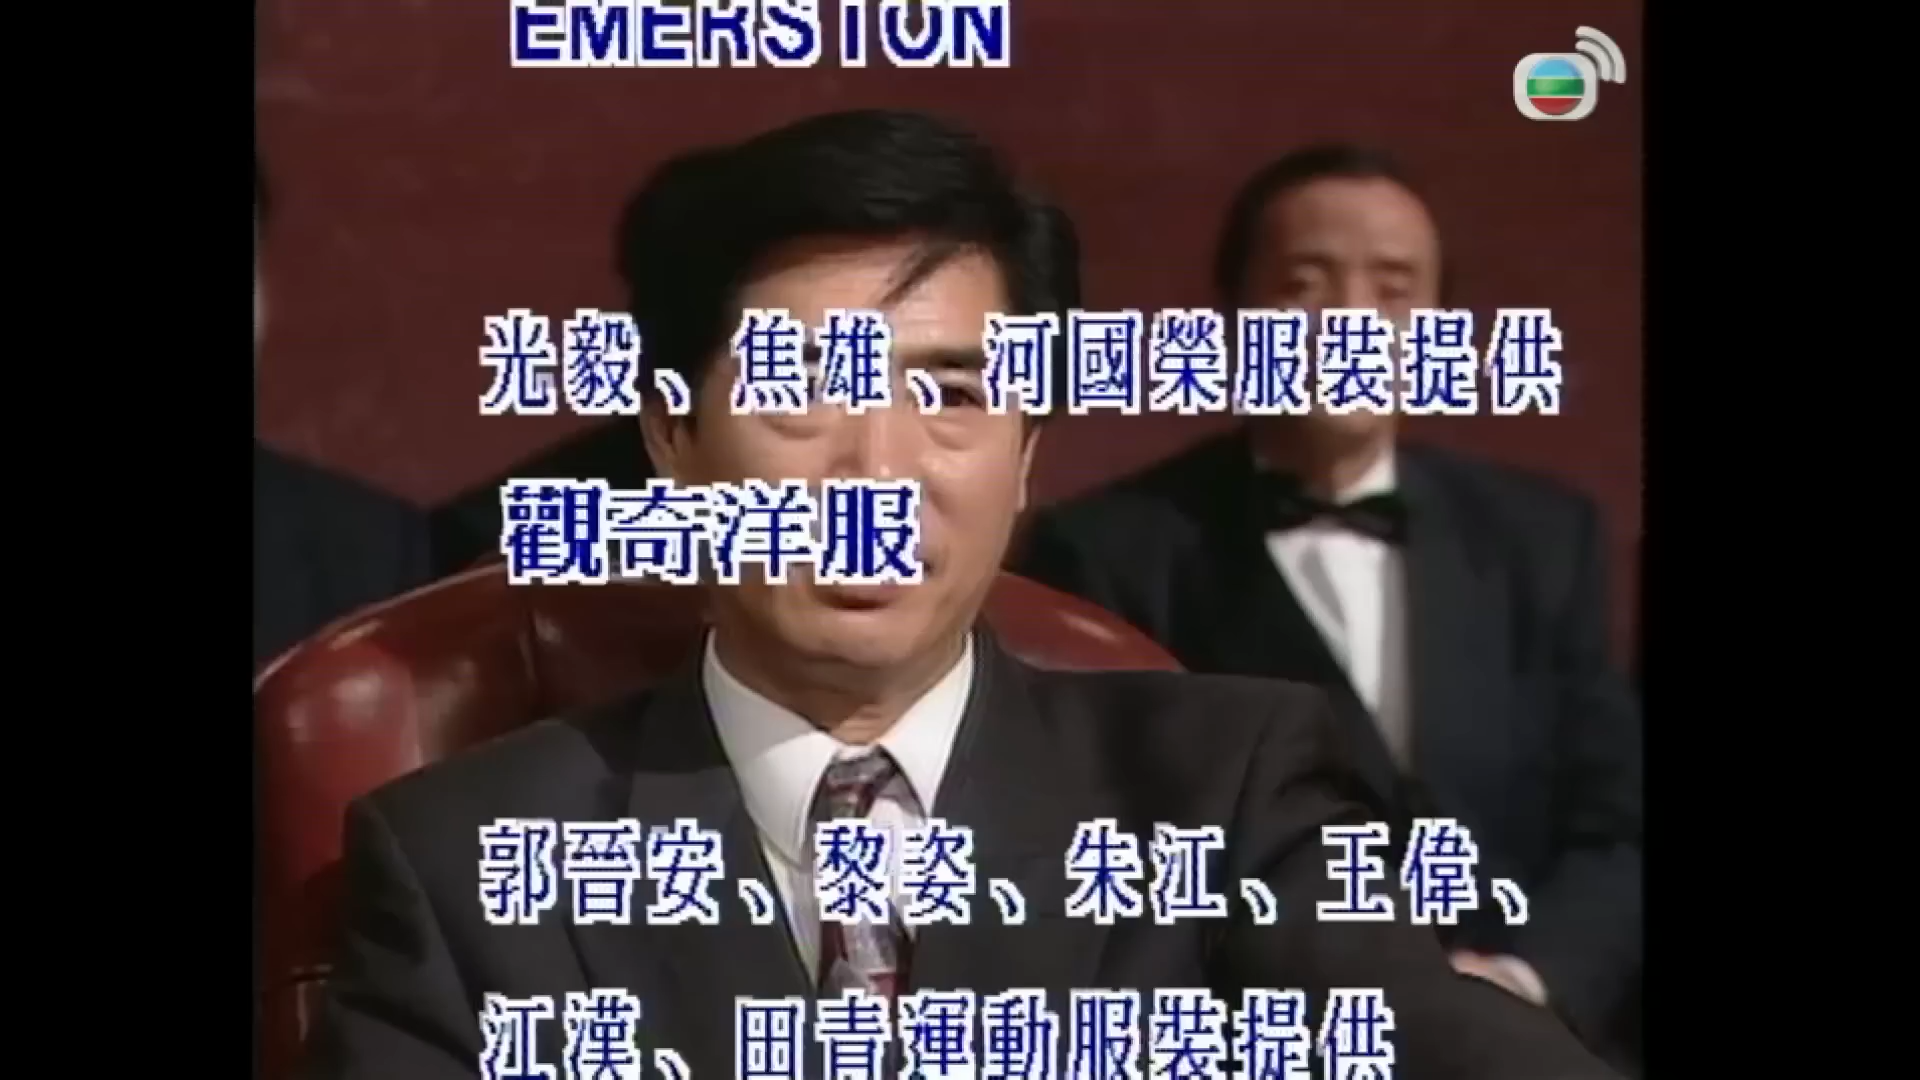 EMERSTON
光毅、焦雄、河國榮服裝提供
觀奇洋服
郭晉安、黎姿、朱江、王偉、
江漢、田青運動服裝提供